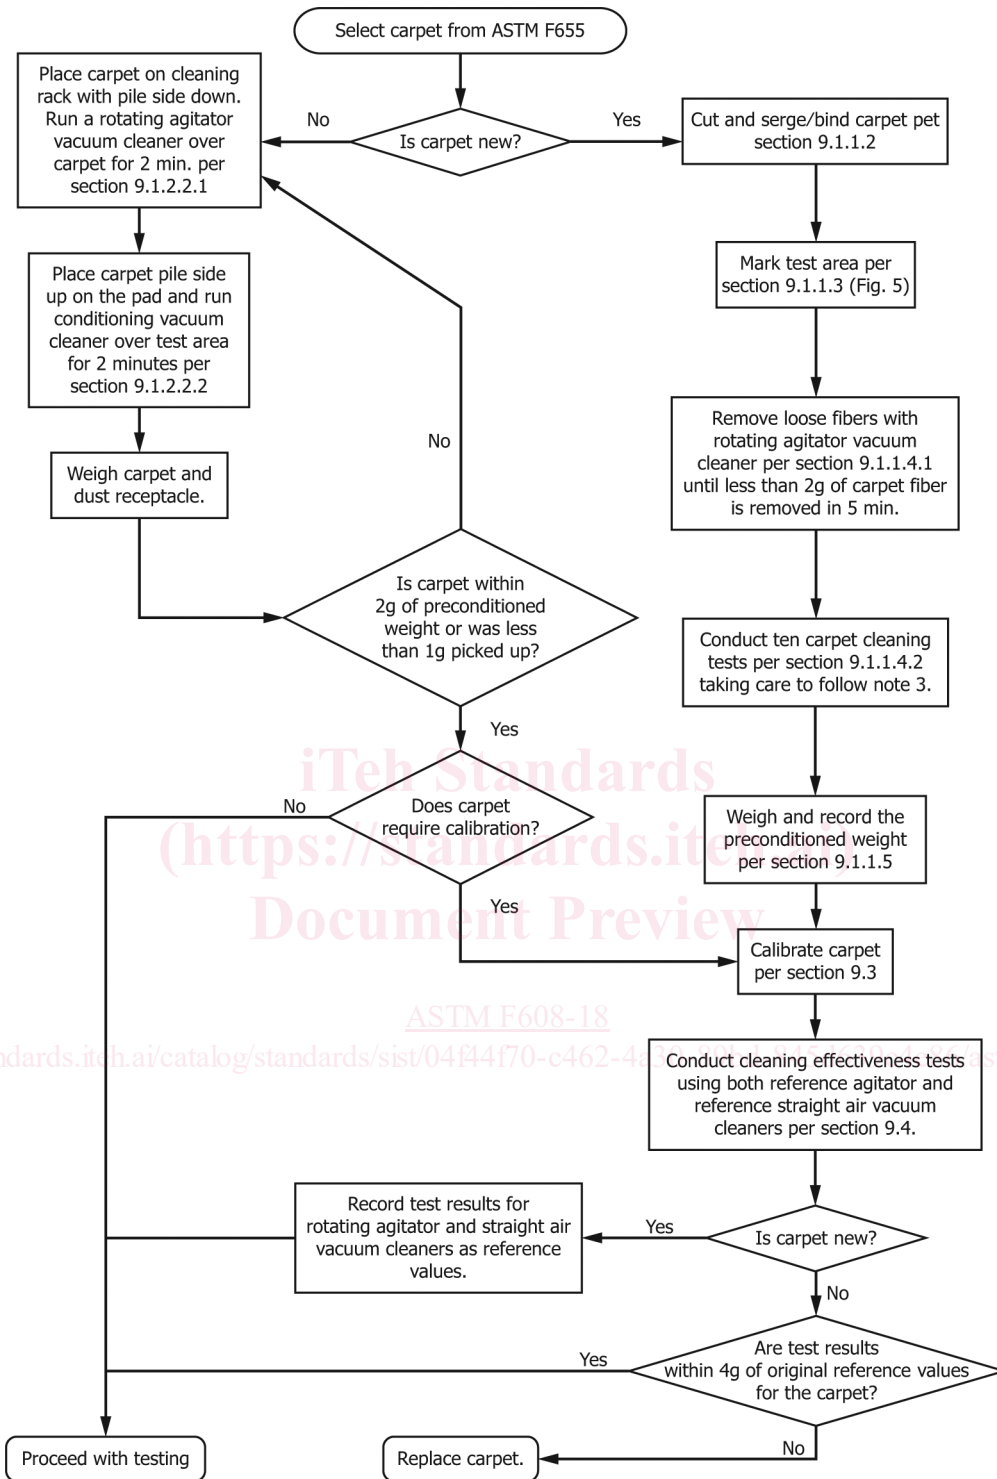 Select carpet from ASTM F655
Place carpet on cleaning
rack with pile side down.
Run a rotating agitator
vacuum cleaner over
carpet for 2 min. per
section 9.1.2.2.1
No
Is carpet new?
Yes
Cut and serge/bind carpet pet
section 9.1.1.2
Place carpet pile side
up on the pad and run
conditioning vacuum
cleaner over test area
for 2 minutes per
section 9.1.2.2.2
Mark test area per
section 9.1.1.3 (Fig. 5)
No
Remove loose fibers with
rotating agitator vacuum
cleaner per section 9.1.1.4.1
until less than 2g of carpet fiber
is removed in 5 min.
Weigh carpet and
dust receptacle.
Is carpet within
2g of preconditioned
weight or was less
than 1g picked up?
Conduct ten carpet cleaning
tests per section 9.1.1.4.2
taking care to follow note 3.
Yes
iTeh Standards
No
Does carpet
require calibration?
Weigh and record the
preconditioned weight
per section 9.1.1.5
(https://standards.iteh.ai)
Yes
Document Preview
Calibrate carpet
per section 9.3
ASTM F608-18
ndards.iteh.ai/catalog/standards/sist/04f44f70-c462-4a30-
Conduct cleaning effectiveness tests
using both reference agitator and
reference straight air vacuum
cleaners per section 9.4.
Record test results for
rotating agitator and straight air
vacuum cleaners as reference
values.
Yes
Is carpet new?
No
Yes
Are test results
within 4g of original reference values
for the carpet?
No
Proceed with testing
Replace carpet.